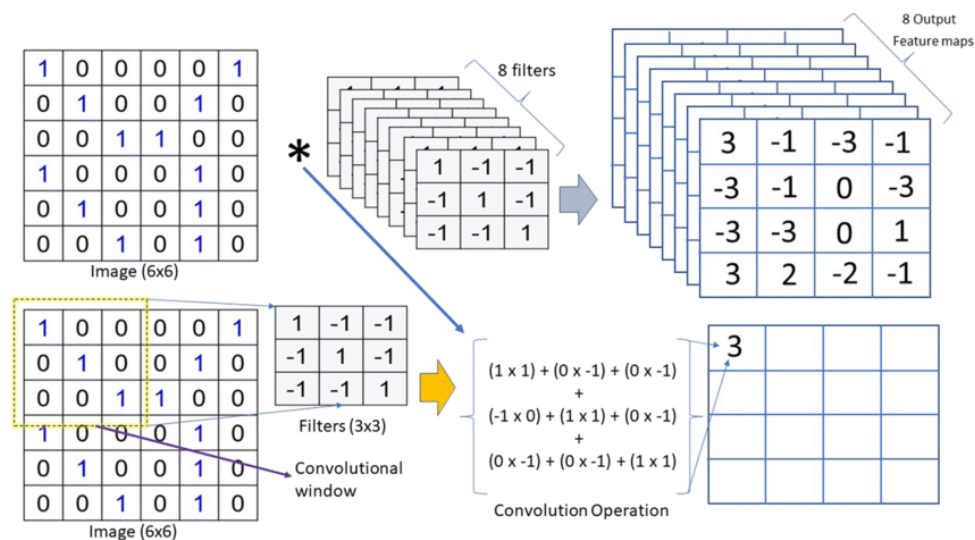 8 Output
Feature maps
8 filters
1 0 0 0 0 1
0 1 0 0 1 0
0 0 1 1 0 0
1 0 0 0 1 0
0 1 0 0 1 0
0 0 1 0 1 0
Image (6x6)
*
1 -1 -1
-1 1 -1
-1 -1 1
3 -1 -3 -1
-3 -1 0 -3
-3 -3 0 1
3 2 -2 -1
1 0 0 0 0 1
0 1 0 0 1 0
0 0 1 1 0 0
1 0 0 0 1 0
0 1 0 0 1 0
0 0 1 0 1 0
Image (6x6)
1 -1 -1
-1 1 -1
-1 -1 1
Filters (3x3)
Convolutional
window
(1 x 1) + (0 x -1) + (0 x -1)
+
(-1 x 0) + (1 x 1) + (0 x -1)
+
(0 x -1) + (0 x -1) + (1 x 1)
Convolution Operation
3